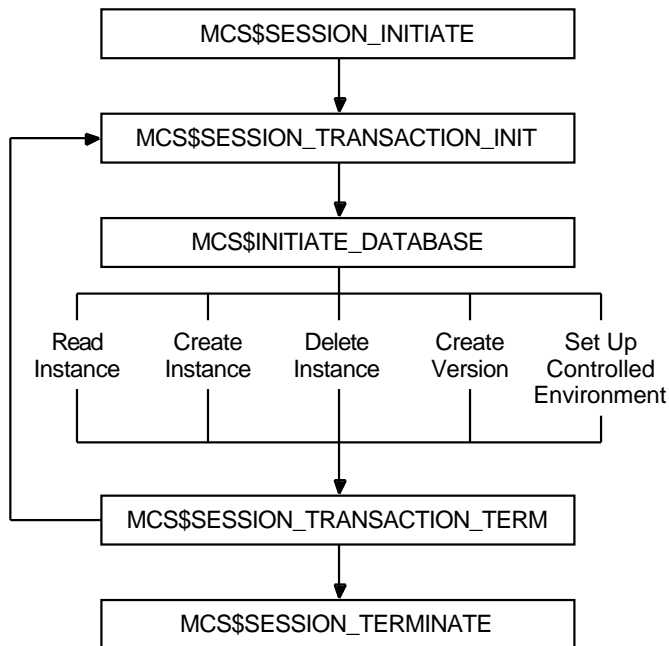 MCS$SESSION_INITIATE
MCS$SESSION_TRANSACTION_INIT
MCS$INITIATE_DATABASE
Read
Instance
Create
Instance
Delete
Instance
Create
Version
Set Up
Controlled
Environment
MCS$SESSION_TRANSACTION_TERM
MCS$SESSION_TERMINATE